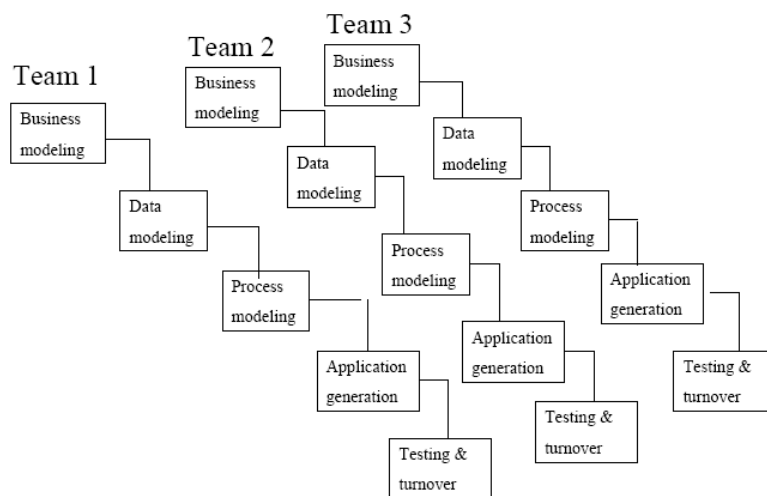 Team 1
Business
modeling
Data
modeling
Process
modeling
Application
generation
Testing &
turnover
Team 2
Business
modeling
Data
modeling
Process
modeling
Application
generation
Testing &
turnover
Team 3
Business
modeling
Data
modeling
Process
modeling
Application
generation
Testing &
turnover